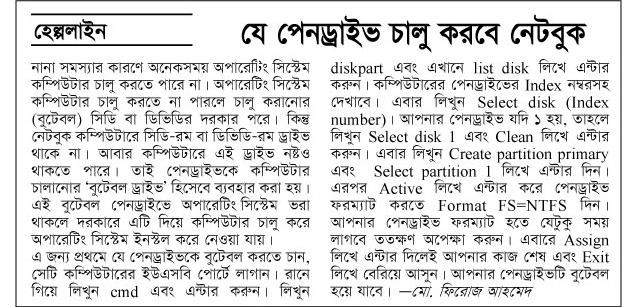 হেল্পলাইন
যে পেনড্রাইভ চালু করবে নেটবুক
নানা সমস্যার কারণে অনেকসময় অপারেটিং সিস্টেম
কম্পিউটার চালু করতে পারে না। অপারেটিং সিস্টেম
কম্পিউটার চালু করতে না পারলে চালু করানোর
(বুটেবল) সিডি বা ডিভিডির দরকার পরে। কিন্তু
নেটবুক কম্পিউটারে সিডি-রম বা ডিভিডি-রম ড্রাইভ
থাকে না। আবার কম্পিউটারে এই ড্রাইভ নষ্টও
থাকতে পারে। তাই পেনড্রাইভকে কম্পিউটার
চালানোর ‘বুটেবল ড্রাইভ’ হিসেবে ব্যবহার করা হয়।
এই বুটেবল পেনড্রাইভে অপারেটিং সিস্টেম ভরা
থাকলে দরকারে এটি দিয়ে কম্পিউটার চালু করে
অপারেটিং সিস্টেম ইনস্টল করে নেওয়া যায়।
এ জন্য প্রথমে যে পেনড্রাইভকে বুটেবল করতে চান,
সেটি কম্পিউটারের ইউএসবি পোর্টে লাগান। রানে
গিয়ে লিখুন cmd এবং এন্টার করুন। লিখুন
diskpart এবং এখানে list disk লিখে এন্টার
করুন। কম্পিউটারের পেনড্রাইভের Index নম্বরসহ
দেখাবে। এবার লিখুন Select disk (Index
number)। আপনার পেনড্রাইভ যদি ১ হয়, তাহলে
লিখুন Select disk 1 এবং Clean লিখে এন্টার
করুন। এবার লিখুন Create partition primary
এবং Select partition 1 লিখে এন্টার দিন।
এরপর Active লিখে এন্টার করে পেনড্রাইভ
ফরম্যাট করতে Format FS=NTFS দিন।
আপনার পেনড্রাইভ ফরম্যাট হতে যেটুকু সময়
লাগবে ততক্ষণ অপেক্ষা করুন। এবারে Assign
লিখে এন্টার দিলেই আপনার কাজ শেষ এবং Exit
লিখে বেরিয়ে আসুন। আপনার পেনড্রাইভটি বুটেবল
হয়ে যাবে। —মো. ফিরোজ আহমেদ